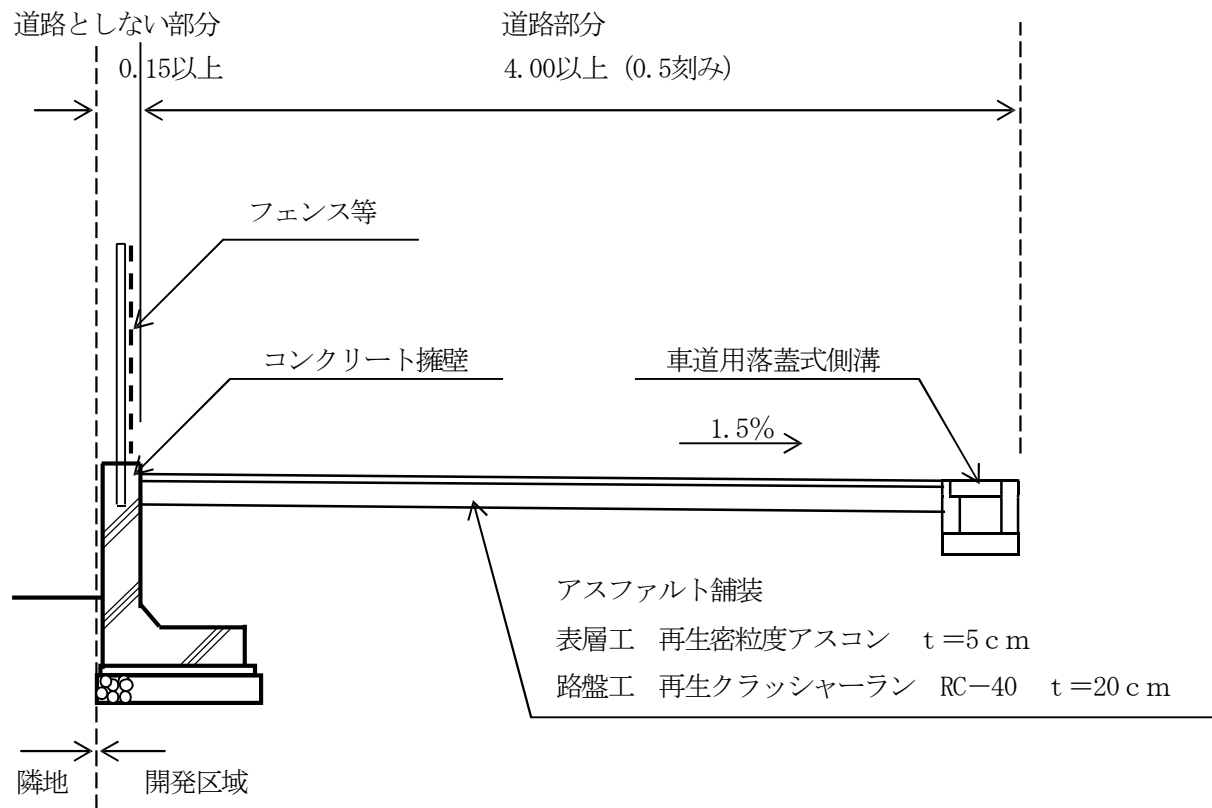 道路としない部分
道路部分
0.15以上
4.00以上 (0.5刻み)
フェンス等
コンクリート擁壁
車道用落蓋式側溝
1.5%
アスファルト舗装
表層工 再生密粒度アスコン t=5cm
路盤工 再生クラッシャーラン RC-40 t=20cm
隣地
開発区域